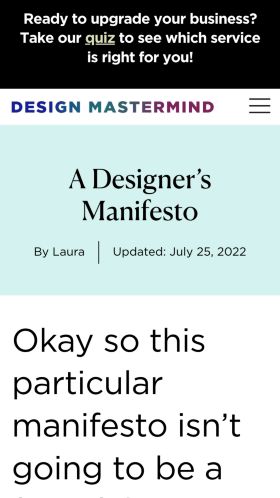 Ready to upgrade your business?
Take our quiz to see which service
is right for you!
DESIGN MASTERMIND
A Designer’s
Manifesto
By Laura
Updated: July 25, 2022
Okay so this
particular
manifesto isn’t
going to be a